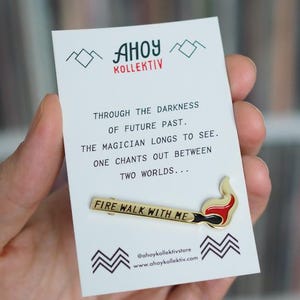 AHOY
KOLLEKTIV
THROUGH THE DARKNESS
OF FUTURE PAST.
THE MAGICIAN LONGS TO SEE.
ONE CHANTS OUT BETWEEN
TWO WORLDS...
FIRE WALK WITH ME
@ahoykollektivstore
www.ahoykollektiv.com